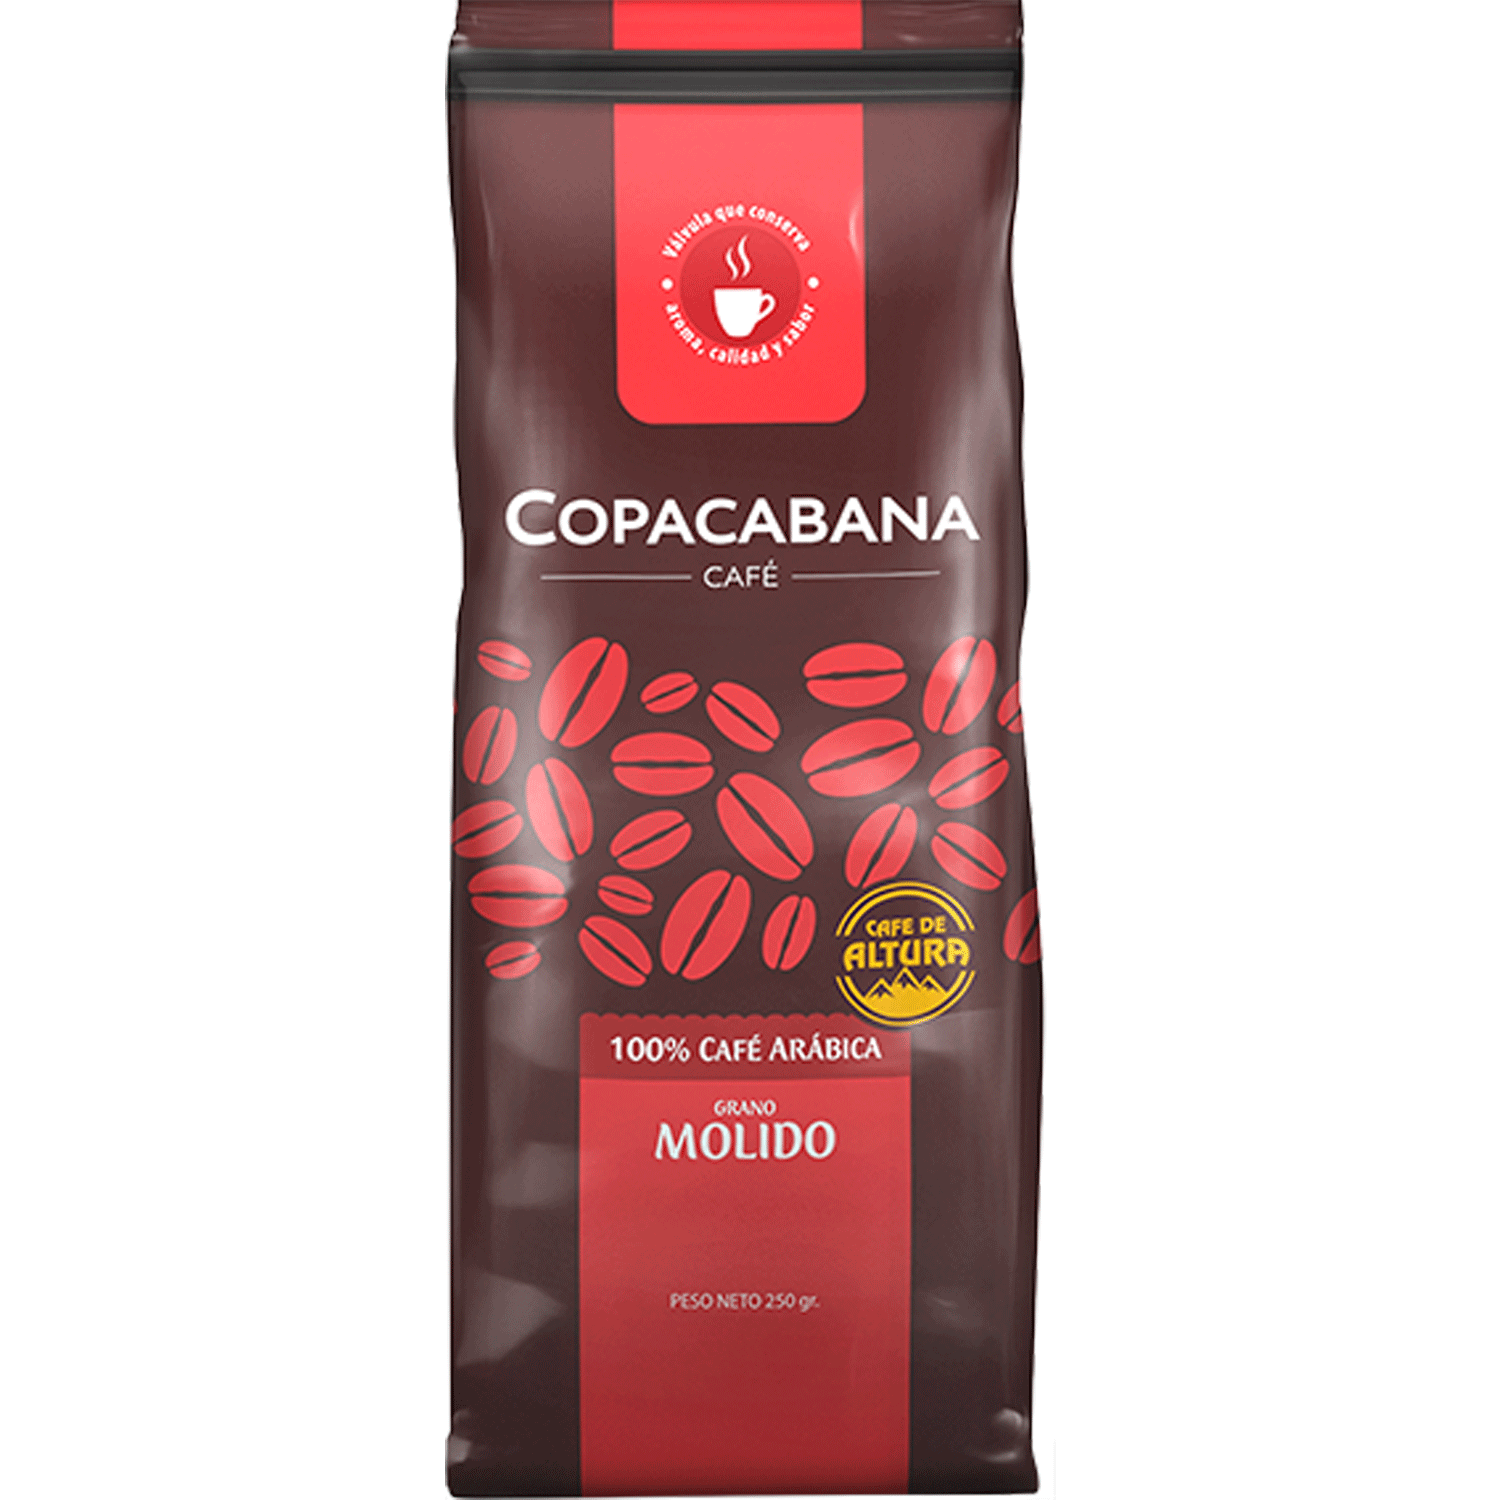 Válvula que conserva
aroma, calidad y sabor
COPACABANA
CAFÉ
CAFE DE
ALTURA
100% CAFÉ ARÁBICA
GRANO
MOLIDO
PESO NETO 250 gr.